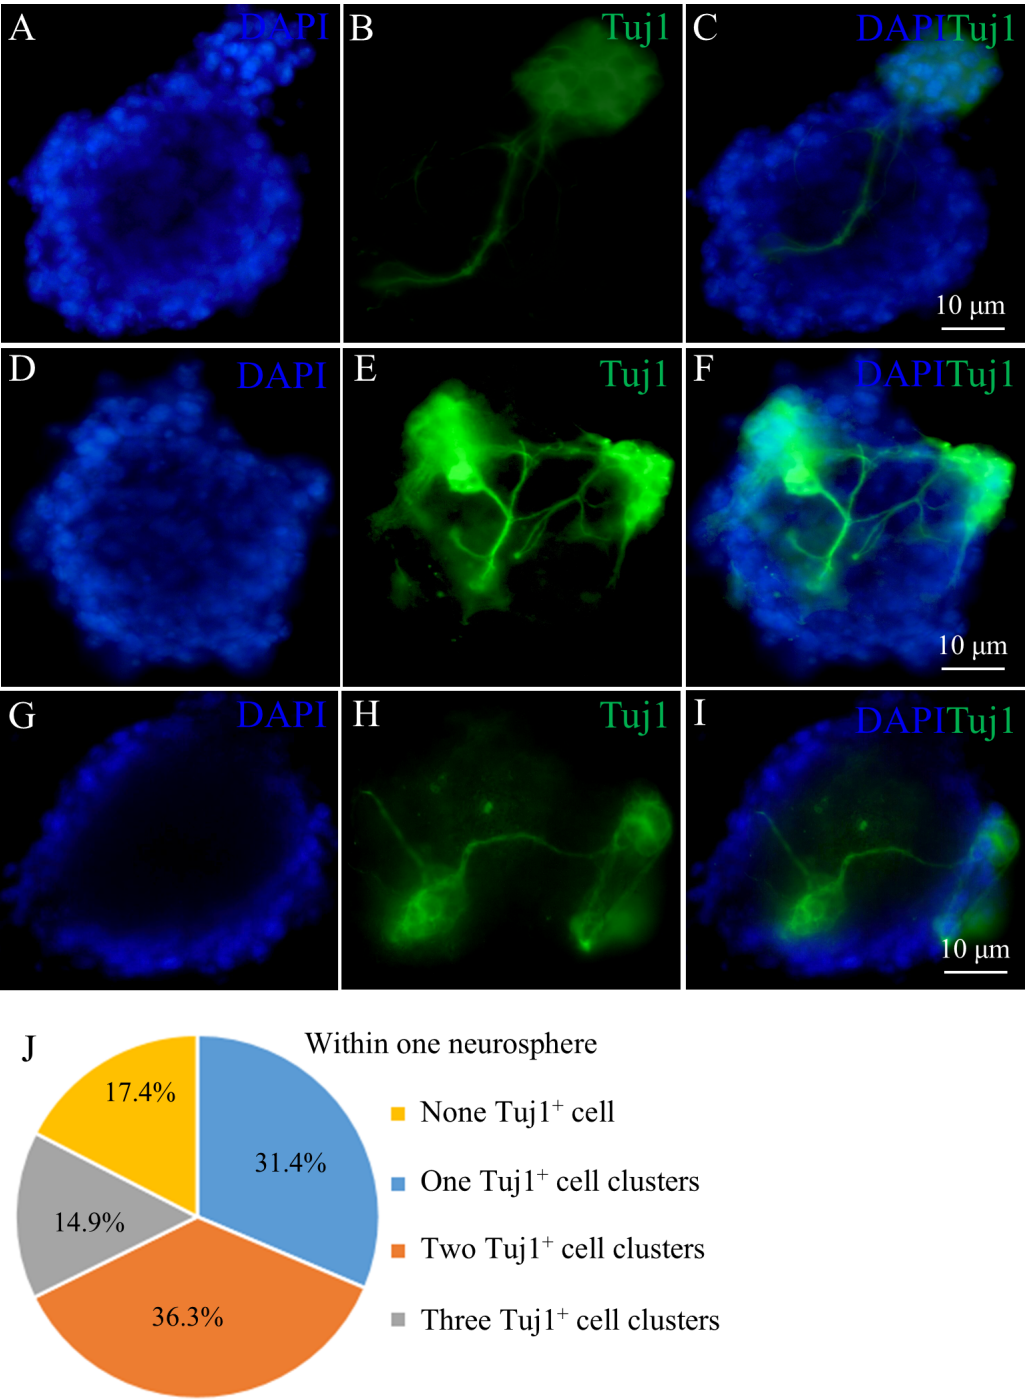 A DAPI B Tuj1 C DAPITuj1
10 μm
D DAPI E Tuj1 F DAPITuj1
10 μm
G DAPI H Tuj1 I DAPITuj1
10 μm
J Within one neurosphere
17.4%
31.4%
14.9%
36.3%
None Tuj1⁺ cell
One Tuj1⁺ cell clusters
Two Tuj1⁺ cell clusters
Three Tuj1⁺ cell clusters